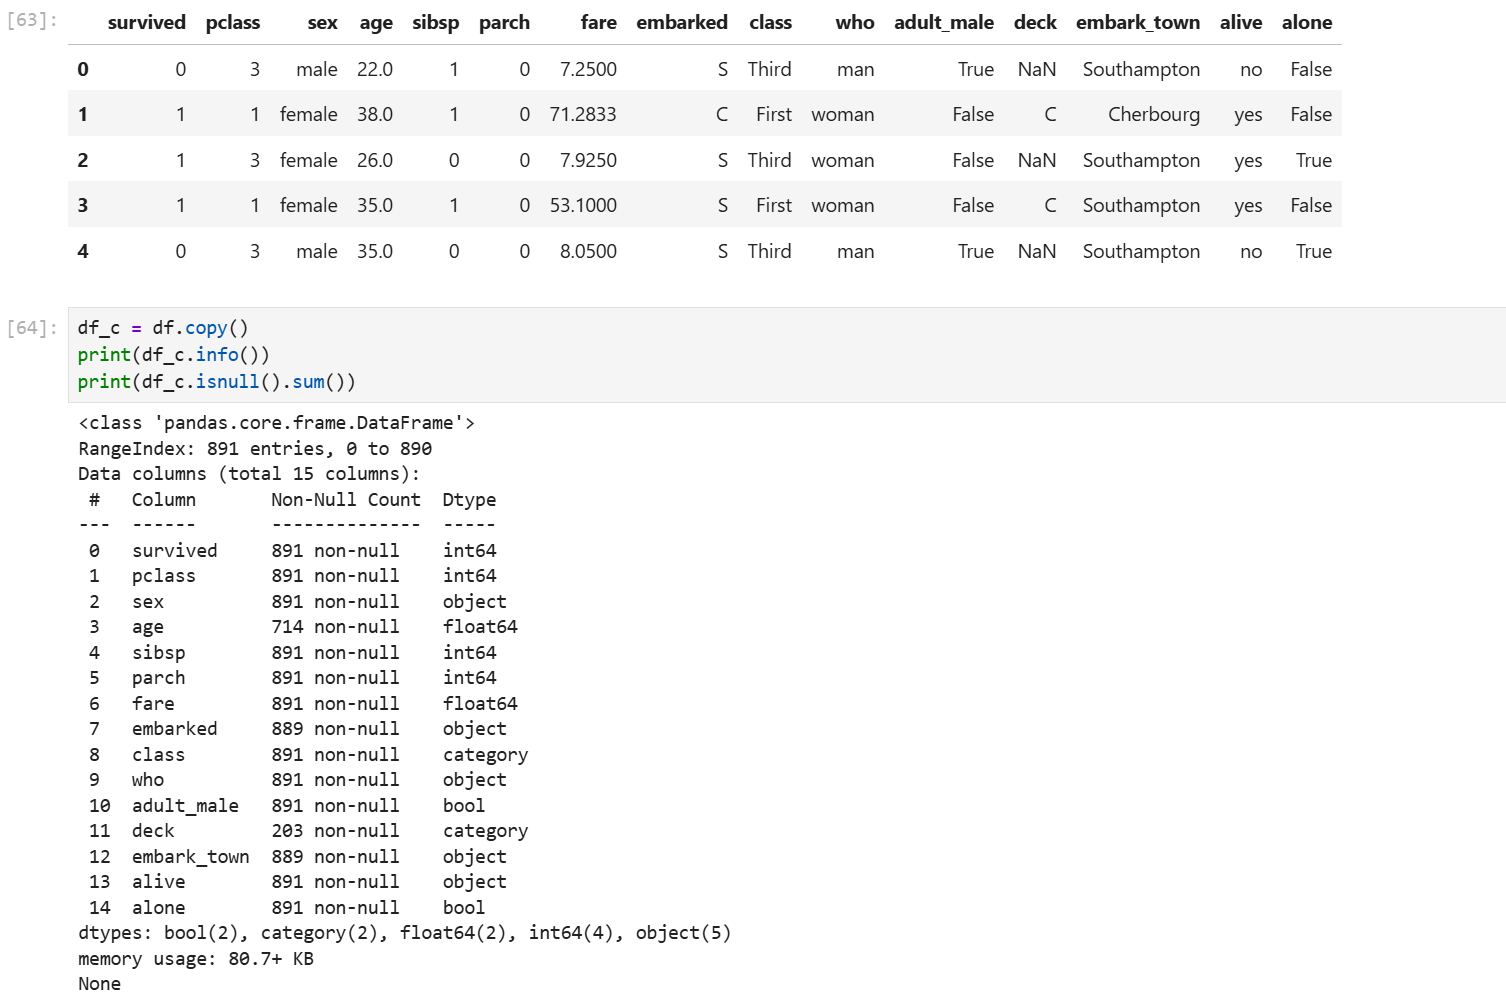 [63]:
survived pclass sex age sibsp parch fare embarked class who adult_male deck embark_town alive alone
0 0 3 male 22.0 1 0 7.2500 S Third man True NaN Southampton no False
1 1 1 female 38.0 1 0 71.2833 C First woman False C Cherbourg yes False
2 1 3 female 26.0 0 0 7.9250 S Third woman False NaN Southampton yes True
3 1 1 female 35.0 1 0 53.1000 S First woman False C Southampton yes False
4 0 3 male 35.0 0 0 8.0500 S Third man True NaN Southampton no True
[64]:
df_c = df.copy()
print(df_c.info())
print(df_c.isnull().sum())
<class 'pandas.core.frame.DataFrame'>
RangeIndex: 891 entries, 0 to 890
Data columns (total 15 columns):
 #   Column       Non-Null Count  Dtype
---  ------       --------------  -----
 0   survived     891 non-null    int64
 1   pclass       891 non-null    int64
 2   sex          891 non-null    object
 3   age          714 non-null    float64
 4   sibsp        891 non-null    int64
 5   parch        891 non-null    int64
 6   fare         891 non-null    float64
 7   embarked     889 non-null    object
 8   class        891 non-null    category
 9   who          891 non-null    object
 10  adult_male   891 non-null    bool
 11  deck         203 non-null    category
 12  embark_town  889 non-null    object
 13  alive        891 non-null    object
 14  alone        891 non-null    bool
dtypes: bool(2), category(2), float64(2), int64(4), object(5)
memory usage: 80.7+ KB
None